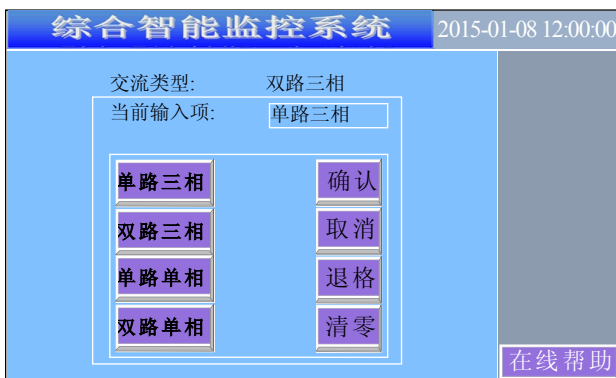 综合智能监控系统 2015-01-08 12:00:00
交流类型: 双路三相
当前输入项: 单路三相
单路三相 确认
双路三相 取消
单路单相 退格
双路单相 清零
在线帮助